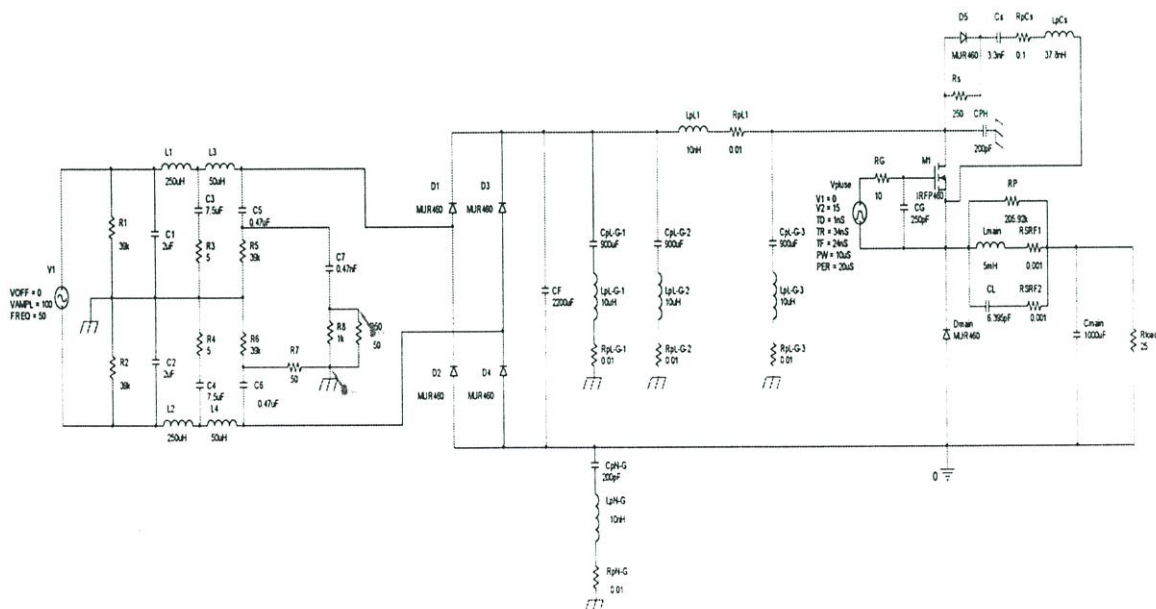 D5
Cs
RpCs
LpCs
MUR460
3.3nF
0.1
37.8nH
Rs
250
CPH
200pF
LpL1
RpL1
10nH
0.01
L1
L3
250uH
50uH
D1
D3
MUR460
MUR460
RG
10
M1
IRFP460
CG
250pF
Vpluse
V1 = 0
V2 = 15
TD = 1nS
TR = 34nS
TF = 24nS
PW = 10uS
PER = 20uS
RP
205.92k
Lmain
5mH
RSRF1
0.001
CL
6.395pF
RSRF2
0.001
Dmain
MUR460
Cmain
1000uF
25
V1
VOFF = 0
VAMPL = 100
FREQ = 50
R1
39k
C1
2uF
C3
7.5uF
R3
5
C5
0.47uF
R5
39k
C7
0.47nF
R8
1k
50
R2
39k
C2
2uF
R4
5
R6
39k
R7
50
C4
7.5uF
C6
0.47uF
L2
L4
250uH
50uH
D2
D4
MUR460
MUR460
CF
2200uF
CpL-G-1
900uF
CpL-G-2
900uF
CpL-G-3
900uF
LpL-G-1
10uH
LpL-G-2
10uH
LpL-G-3
10uH
RpL-G-1
0.01
RpL-G-2
0.01
RpL-G-3
0.01
0
CpN-G
200pF
LpN-G
10nH
RpN-G
0.01